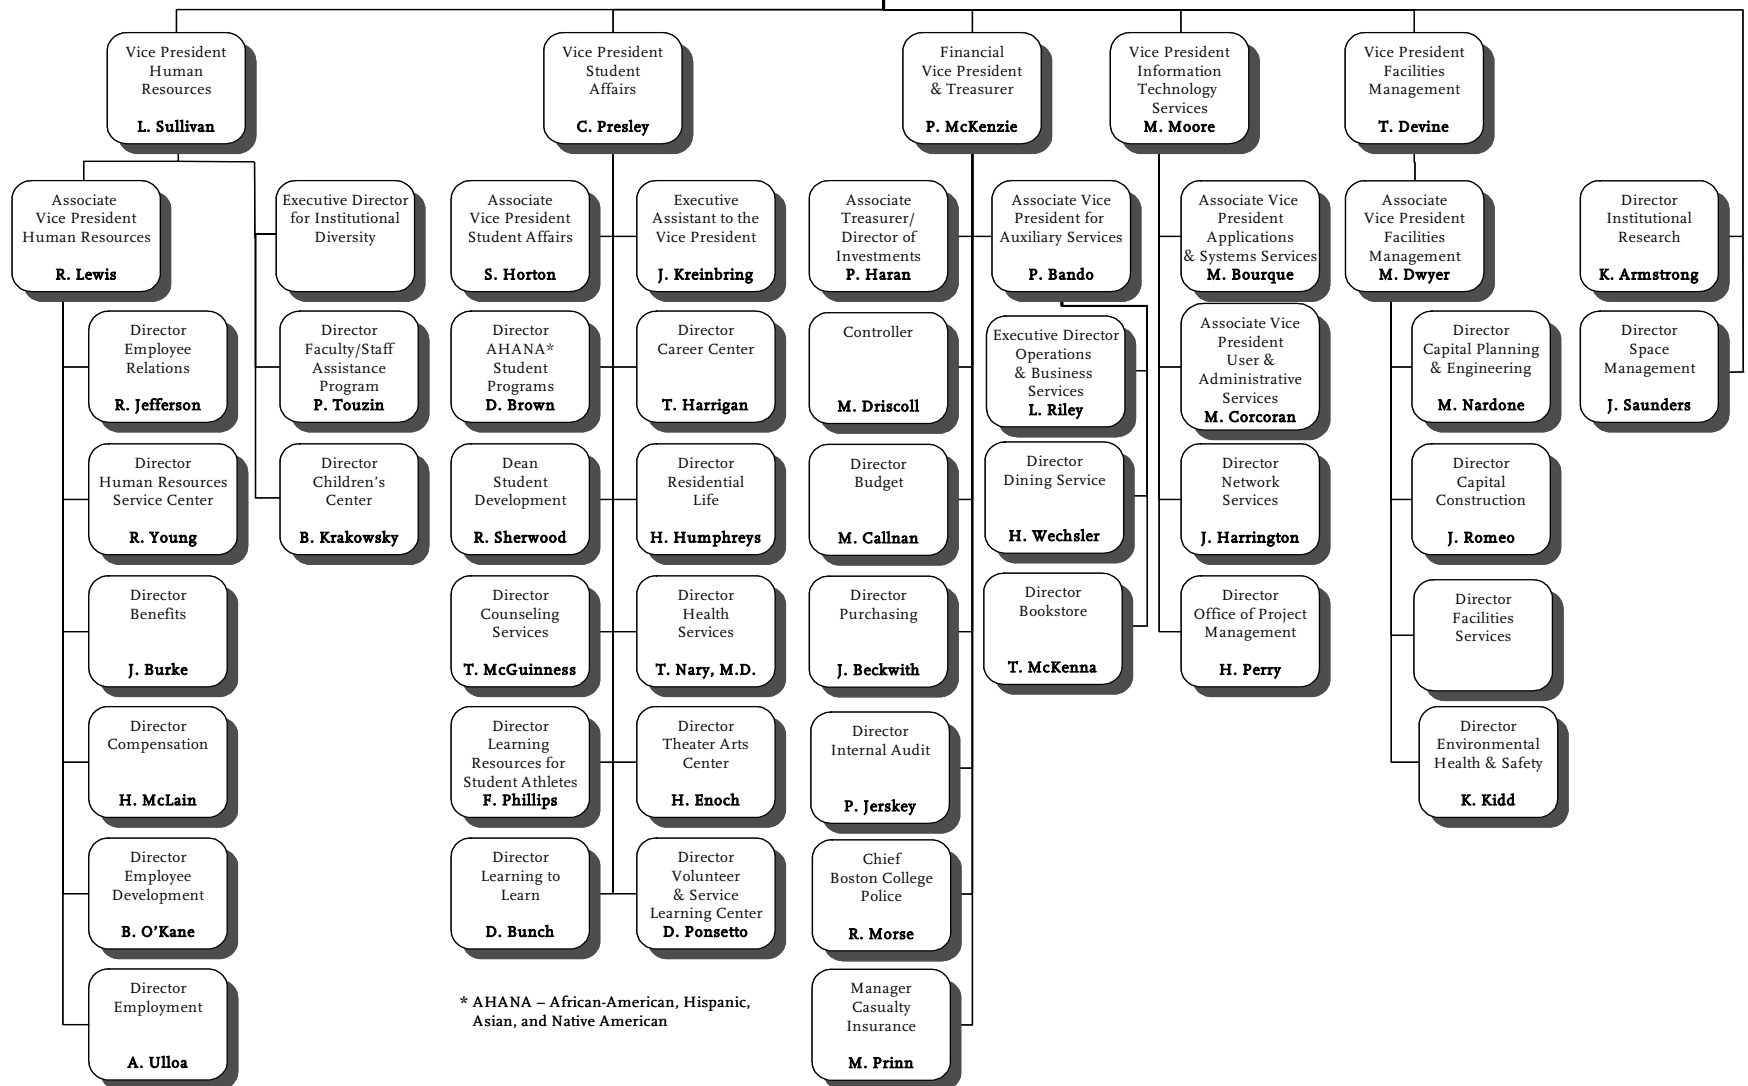 Vice President
Human
Resources
L. Sullivan
Vice President
Student
Affairs
C. Presley
Financial
Vice President
& Treasurer
P. McKenzie
Vice President
Information
Technology
Services
M. Moore
Vice President
Facilities
Management
T. Devine
Associate
Vice President
Human Resources
R. Lewis
Executive Director
for Institutional
Diversity
Associate
Vice President
Student Affairs
S. Horton
Executive
Assistant to the
Vice President
J. Kreinbring
Associate
Treasurer/
Director of
Investments
P. Haran
Associate Vice
President for
Auxiliary Services
P. Bando
Associate Vice
President
Applications
& Systems Services
M. Bourque
Associate
Vice President
Facilities
Management
M. Dwyer
Director
Institutional
Research
K. Armstrong
Director
Employee
Relations
R. Jefferson
Director
Faculty/Staff
Assistance
Program
P. Touzin
Director
AHANA*
Student
Programs
D. Brown
Director
Career Center
T. Harrigan
Controller
M. Driscoll
Executive Director
Operations
& Business
Services
L. Riley
Associate Vice
President
User &
Administrative
Services
M. Corcoran
Director
Capital Planning
& Engineering
M. Nardone
Director
Space
Management
J. Saunders
Director
Human Resources
Service Center
R. Young
Director
Children’s
Center
B. Krakowsky
Dean
Student
Development
R. Sherwood
Director
Residential
Life
H. Humphreys
Director
Budget
M. Callnan
Director
Dining Service
H. Wechsler
Director
Network
Services
J. Harrington
Director
Capital
Construction
J. Romeo
Director
Benefits
J. Burke
Director
Counseling
Services
T. McGuinness
Director
Health
Services
T. Nary, M.D.
Director
Purchasing
J. Beckwith
Director
Bookstore
T. McKenna
Director
Office of Project
Management
H. Perry
Director
Facilities
Services
Director
Compensation
H. McLain
Director
Learning
Resources for
Student Athletes
F. Phillips
Director
Theater Arts
Center
H. Enoch
Director
Internal Audit
P. Jerskey
Director
Environmental
Health & Safety
K. Kidd
Director
Employee
Development
B. O’Kane
Director
Learning to
Learn
D. Bunch
Director
Volunteer
& Service
Learning Center
D. Ponsetto
Chief
Boston College
Police
R. Morse
Director
Employment
A. Ulloa
* AHANA – African-American, Hispanic,
Asian, and Native American
Manager
Casualty
Insurance
M. Prinn